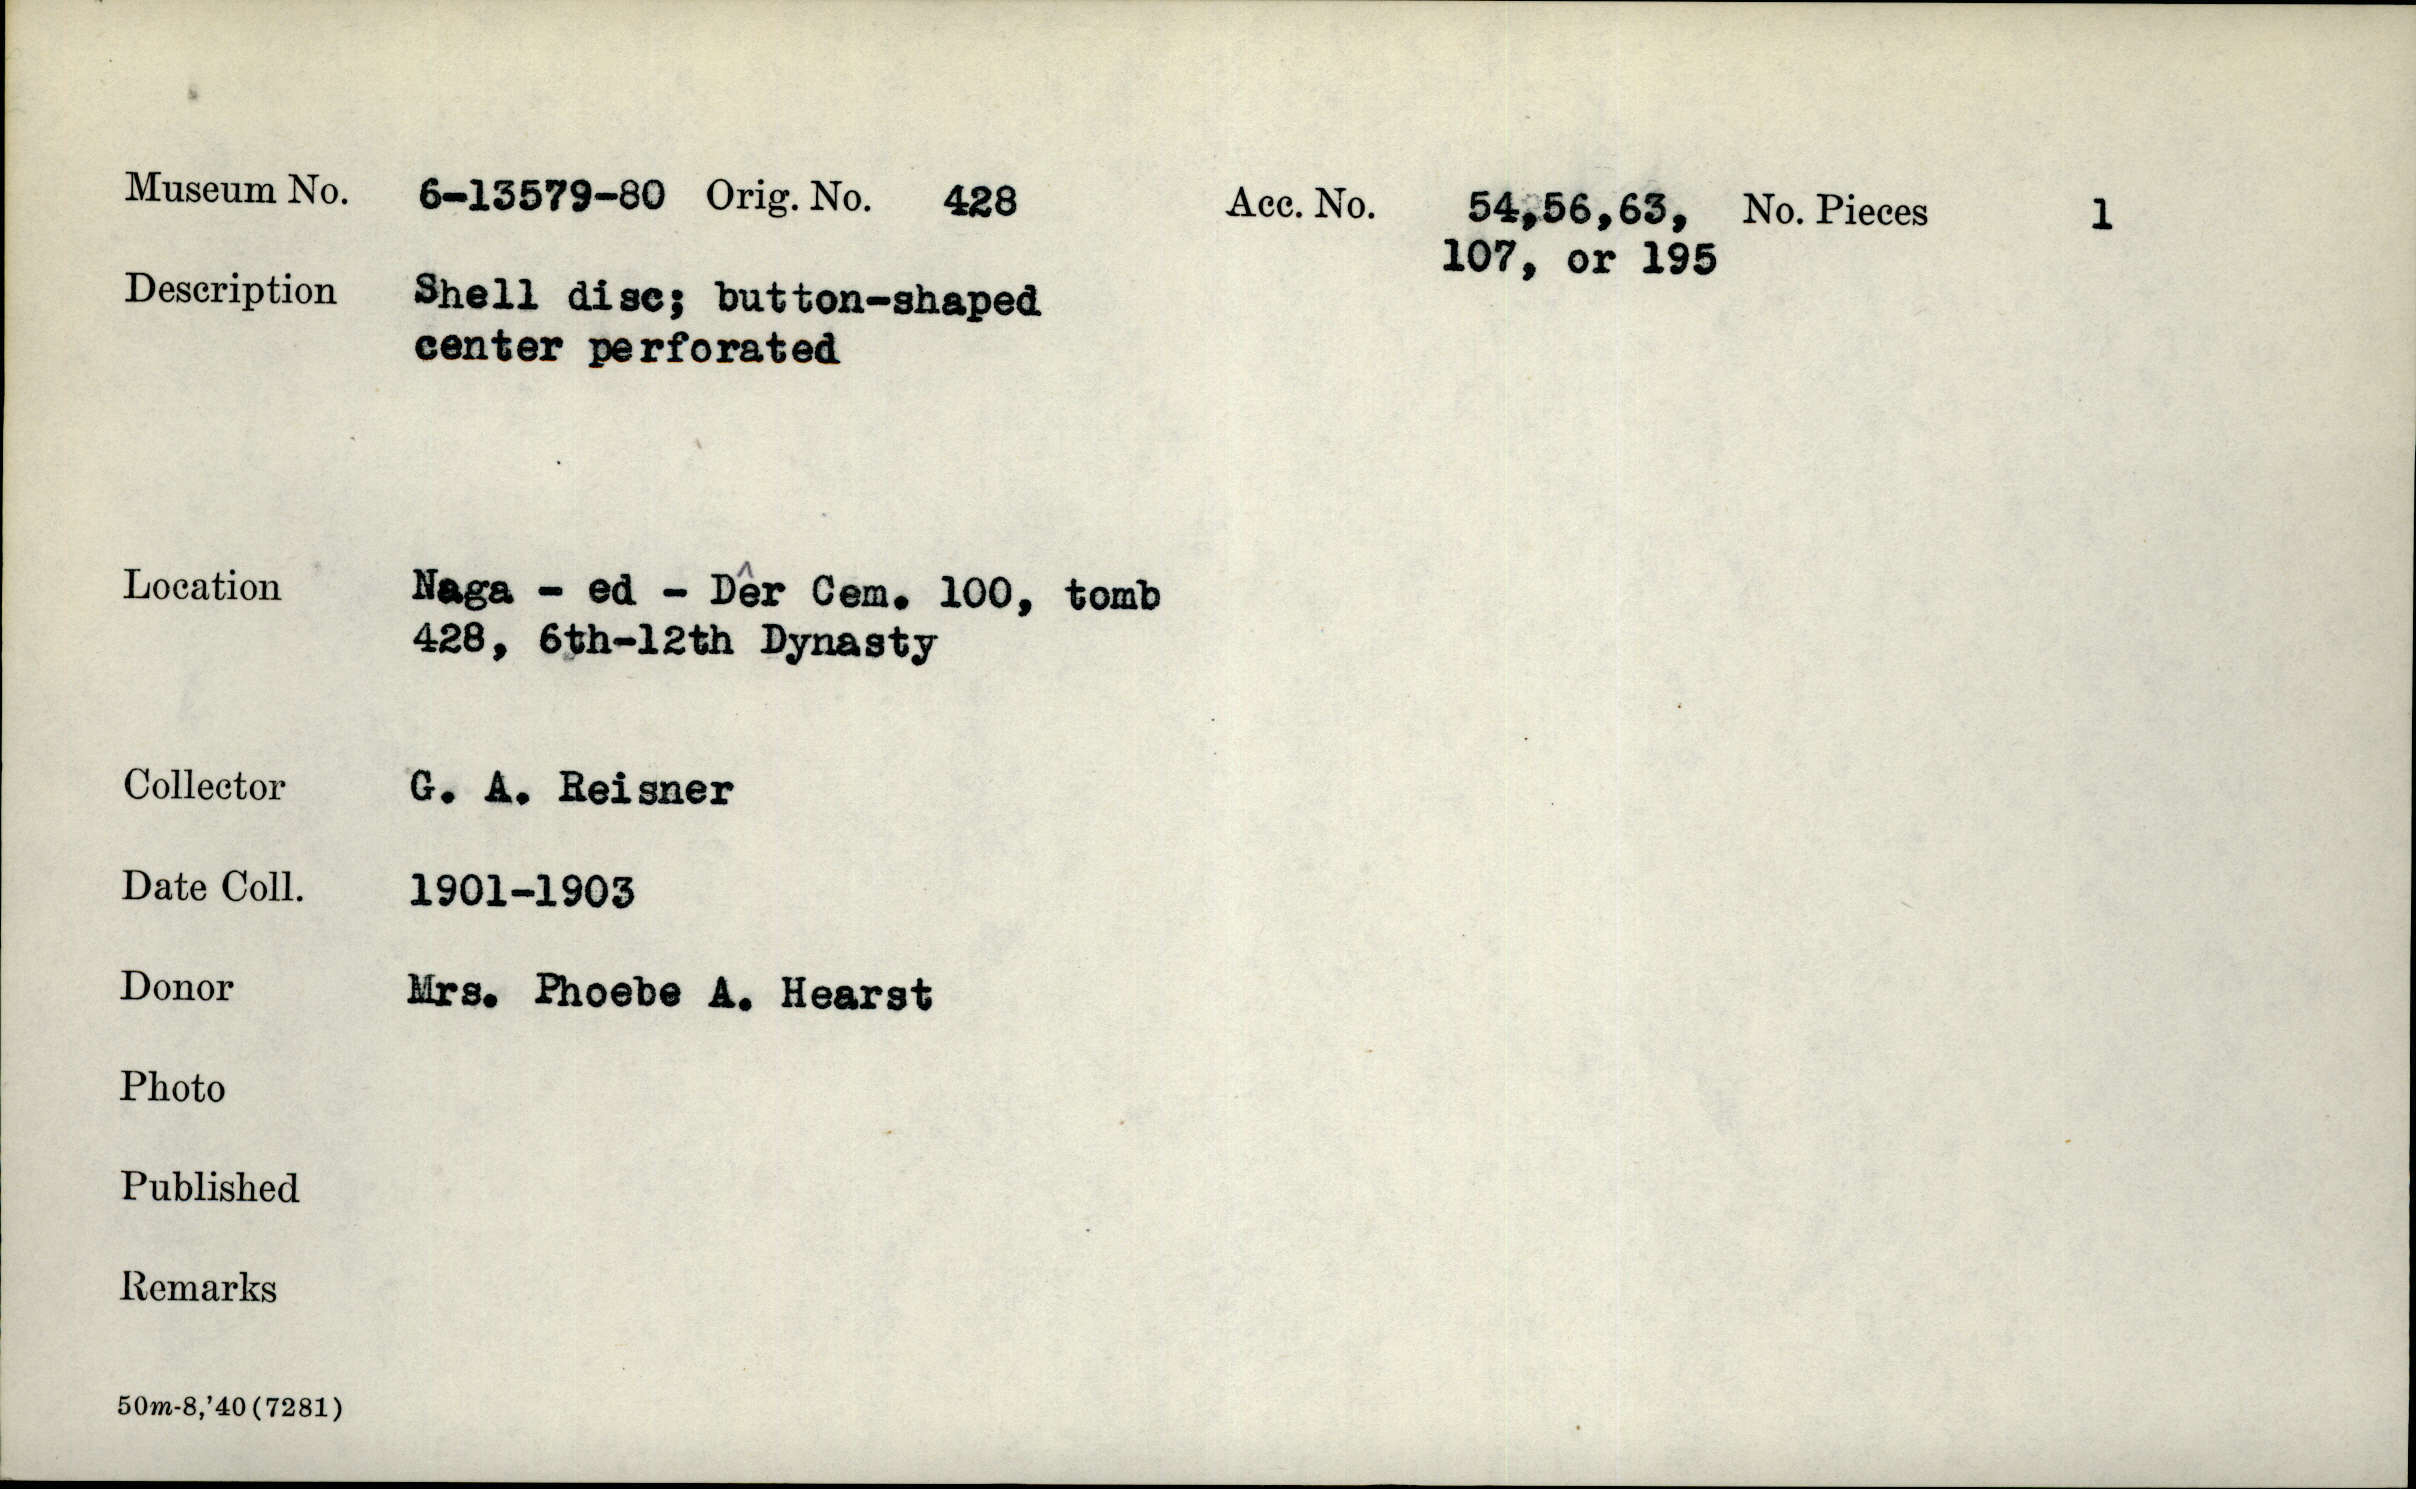 Museum No. 6-13579-80 Orig. No. 428 Acc. No. 54,56,63, No. Pieces 1
107, or 195
Description Shell disc; button-shaped
center perforated
Location Naga - ed - Dêr Cem. 100, tomb
428, 6th-12th Dynasty
Collector G. A. Reisner
Date Coll. 1901-1903
Donor Mrs. Phoebe A. Hearst
Photo
Published
Remarks
50m-8,'40(7281)